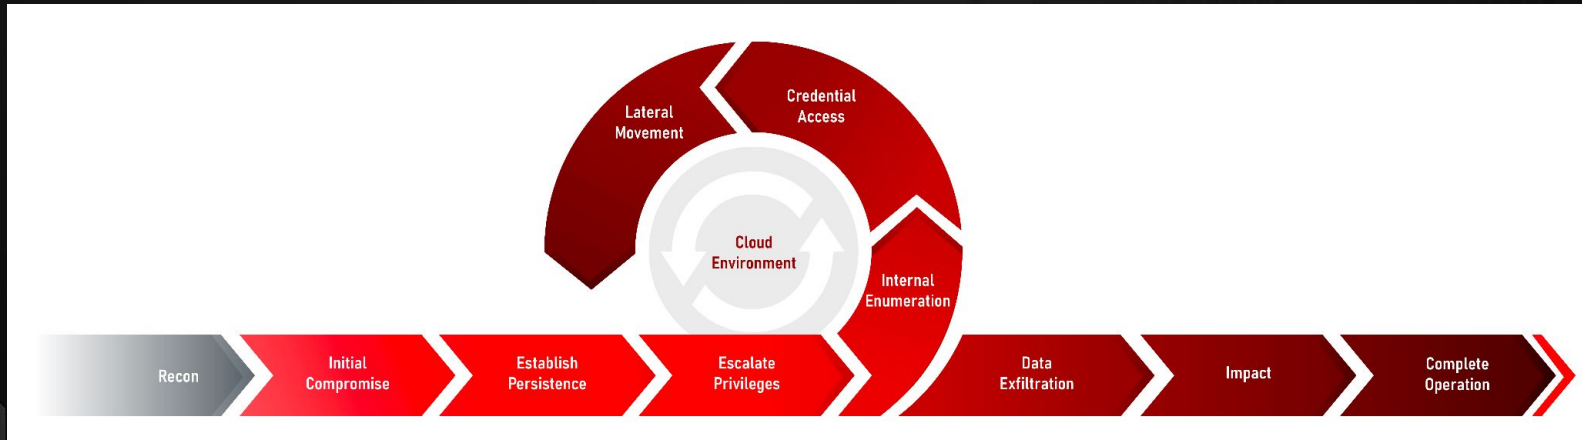 Lateral
Movement
Credential
Access
Cloud
Environment
Internal
Enumeration
Recon
Initial
Compromise
Establish
Persistence
Escalate
Privileges
Data
Exfiltration
Impact
Complete
Operation